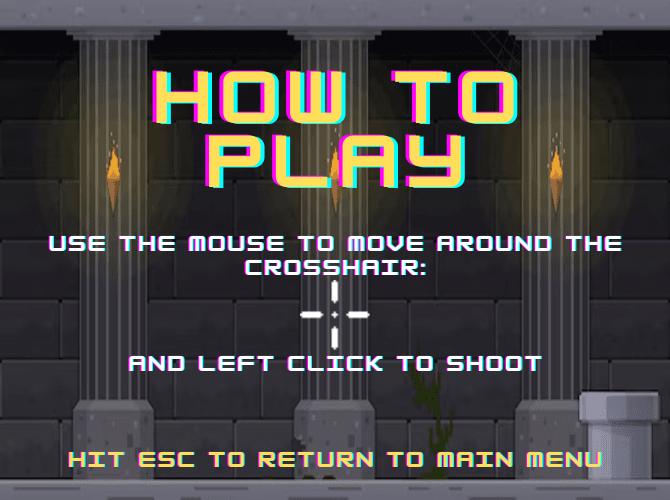 HOW TO
PLAY
USE THE MOUSE TO MOVE AROUND THE
CROSSHAIR:
AND LEFT CLICK TO SHOOT
HIT ESC TO RETURN TO MAIN MENU